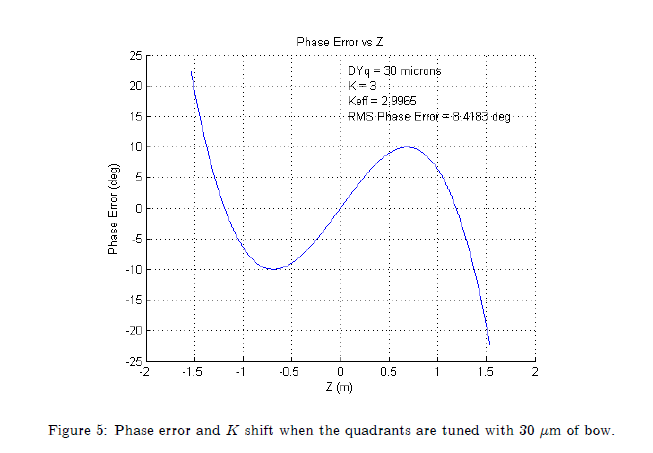 Phase Error vs Z
DYq = 30 microns
K = 3
Keff = 2.9965
RMS Phase Error = 8.4183 deg
Phase Error (deg)
25
20
15
10
5
0
-5
-10
-15
-20
-25
-2 -1.5 -1 -0.5 0 0.5 1 1.5 2
Z (m)
Figure 5: Phase error and K shift when the quadrants are tuned with 30 μm of bow.